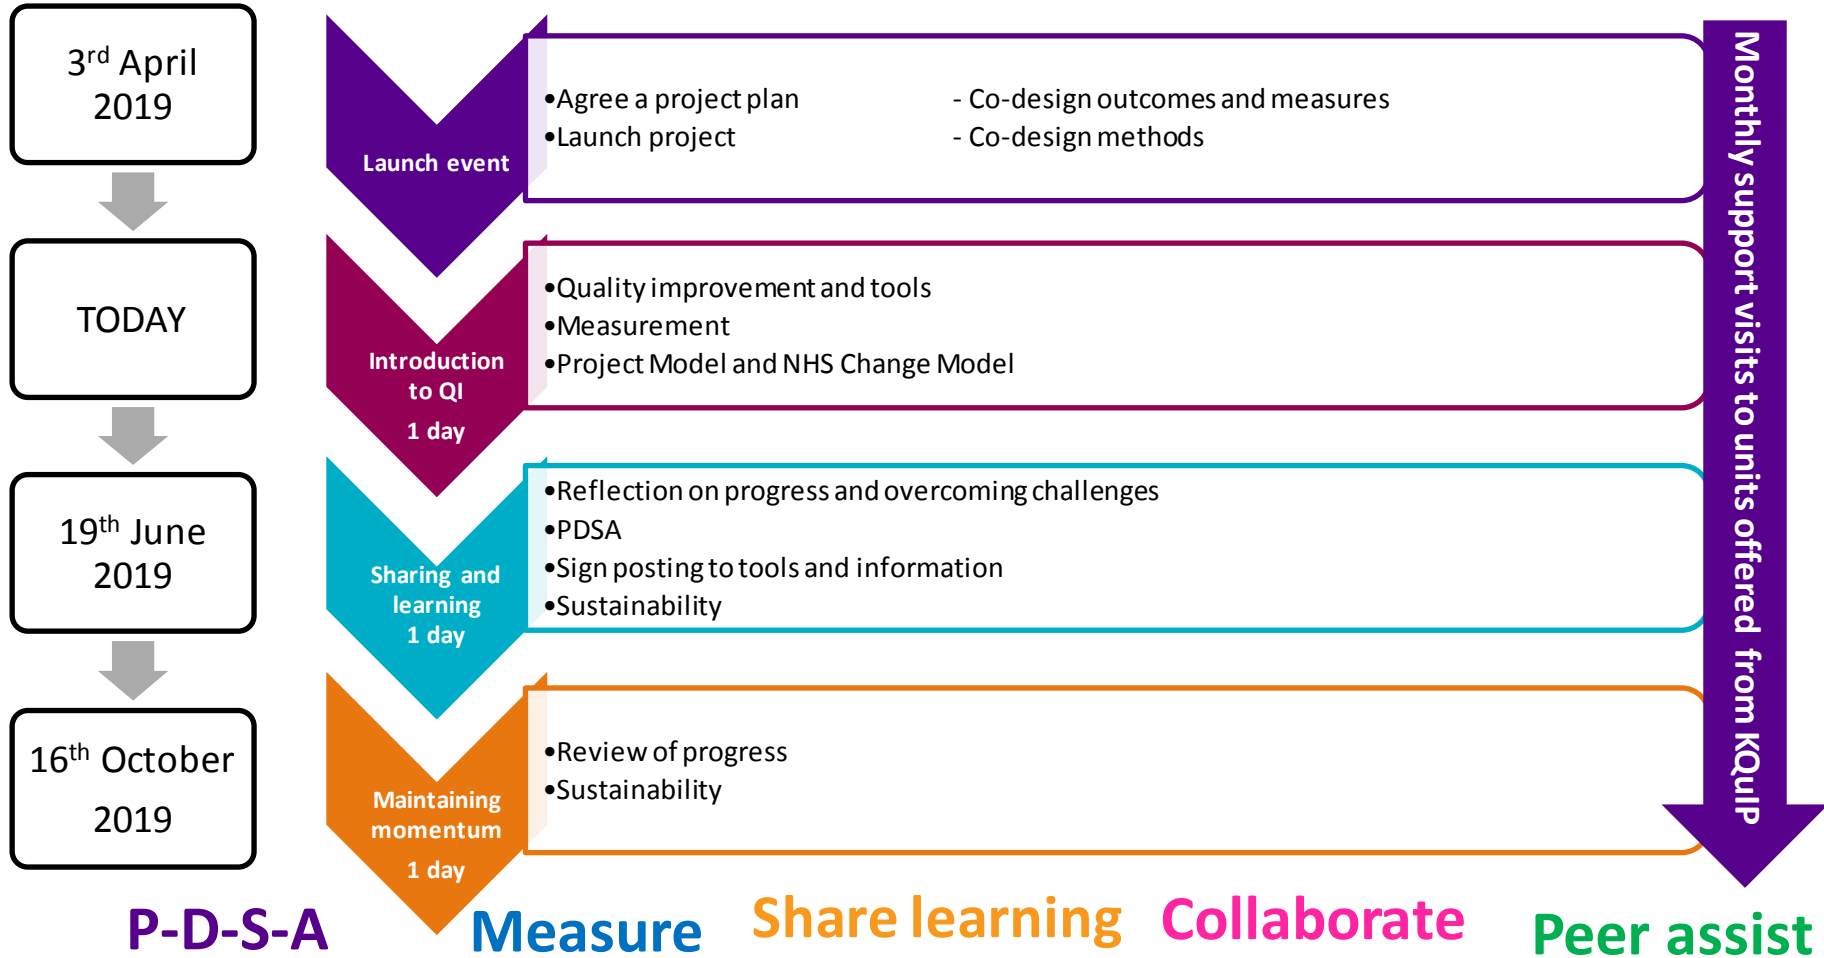 3rd April
2019
Launch event
•Agree a project plan - Co-design outcomes and measures
•Launch project - Co-design methods
TODAY
Introduction
to QI
1 day
•Quality improvement and tools
•Measurement
•Project Model and NHS Change Model
19th June
2019
Sharing and
learning
1 day
•Reflection on progress and overcoming challenges
•PDSA
•Sign posting to tools and information
•Sustainability
16th October
2019
Maintaining
momentum
1 day
•Review of progress
•Sustainability
Monthly support visits to units offered from KQuIP
P-D-S-A
Measure
Share learning
Collaborate
Peer assist